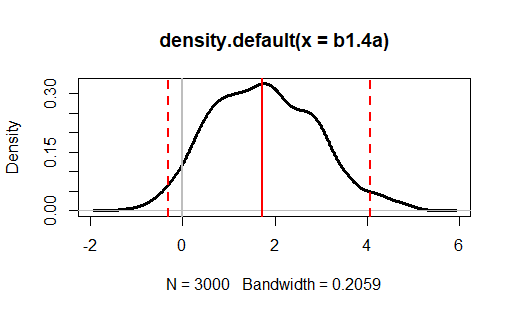 density.default(x = b1.4a)
Density
0.00 0.15 0.30
-2 0 2 4 6
N = 3000 Bandwidth = 0.2059